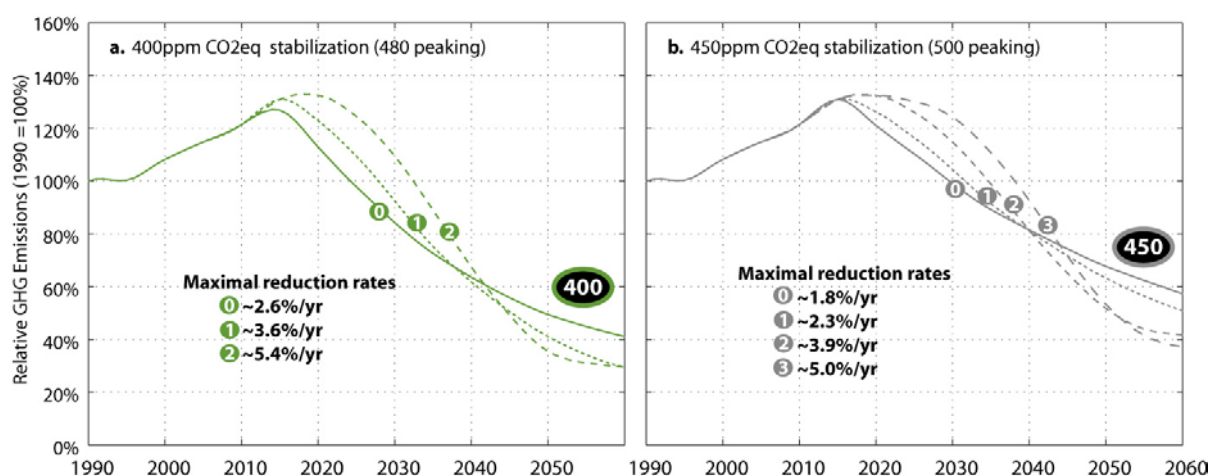 Relative GHG Emissions (1990 =100%)
160%
140%
120%
100%
80%
60%
40%
20%
0%
a. 400ppm CO2eq stabilization (480 peaking)
0
1
2
400
Maximal reduction rates
0 ~2.6%/yr
1 ~3.6%/yr
2 ~5.4%/yr
1990 2000 2010 2020 2030 2040 2050
b. 450ppm CO2eq stabilization (500 peaking)
0
1
2
3
450
Maximal reduction rates
0 ~1.8%/yr
1 ~2.3%/yr
2 ~3.9%/yr
3 ~5.0%/yr
1990 2000 2010 2020 2030 2040 2050 2060